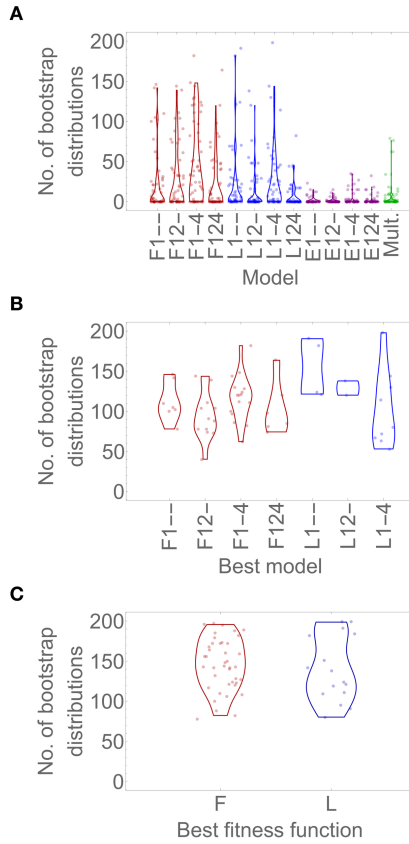 A
No. of bootstrap
distributions
200
150
100
50
0
F1--
F12-
F1-4
F124
L1--
L12-
L1-4
L124
E1--
E12-
E1-4
E124
Mult.
Model
B
No. of bootstrap
distributions
200
150
100
50
0
F1--
F12-
F1-4
F124
L1--
L12-
L1-4
Best model
C
No. of bootstrap
distributions
200
150
100
50
0
F
L
Best fitness function